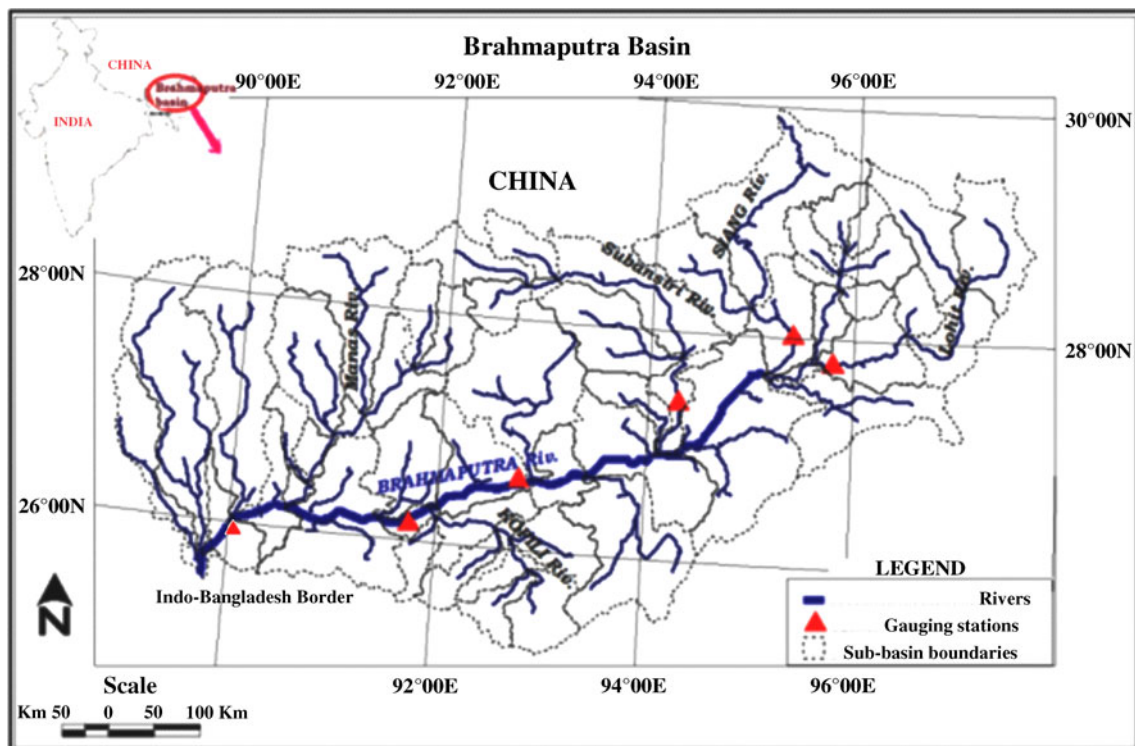 Brahmaputra Basin
CHINA
Brahmaputra
basin
INDIA
90°00E
92°00E
94°00E
96°00E
30°00N
CHINA
SIANG Riv.
Subansiri Riv.
Lohit Riv.
28°00N
Manas Riv.
28°00N
BRAHMAPUTRA Riv.
26°00N
KOPILI Riv.
Indo-Bangladesh Border
N
LEGEND
Rivers
Gauging stations
Sub-basin boundaries
92°00E
94°00E
96°00E
Scale
Km 50 0 50 100 Km